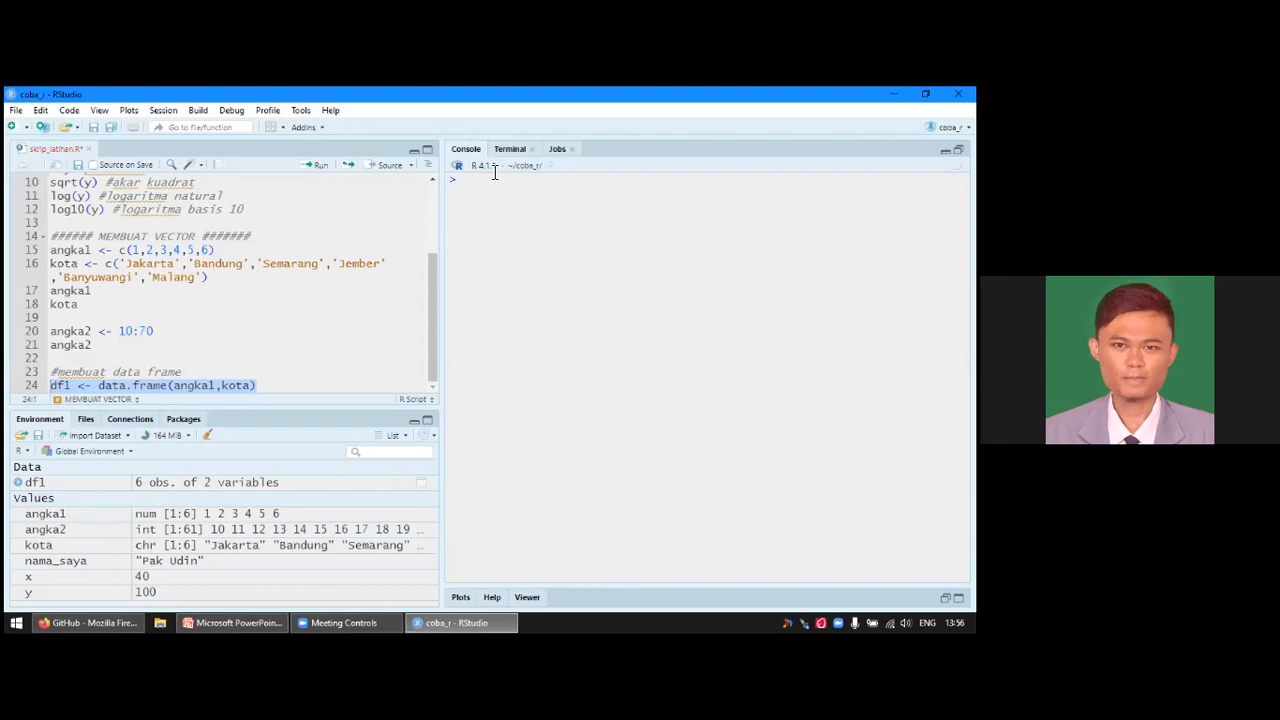 coba_r - RStudio
File Edit Code View Plots Session Build Debug Profile Tools Help
Go to file/function Addins coba_r
skrip_latihan.R*
Source on Save Run Source
10 sqrt(y) #akar kuadrat
11 log(y) #logaritma natural
12 log10(y) #logaritma basis 10
13
14 ###### MEMBUAT VECTOR #######
15 angka1 <- c(1,2,3,4,5,6)
16 kota <- c('Jakarta','Bandung','Semarang','Jember'
,'Banyuwangi','Malang')
17 angka1
18 kota
19
20 angka2 <- 10:70
21 angka2
22
23 #membuat data frame
24 df1 <- data.frame(angka1,kota)
24:1 MEMBUAT VECTOR R Script
Environment Files Connections Packages
Import Dataset 164 MiB List
R Global Environment
Data
df1 6 obs. of 2 variables
Values
angka1 num [1:6] 1 2 3 4 5 6
angka2 int [1:61] 10 11 12 13 14 15 16 17 18 19 …
kota chr [1:6] "Jakarta" "Bandung" "Semarang" …
nama_saya "Pak Udin"
x 40
y 100
Console Terminal Jobs
R 4.1. · ~/coba_r/
>
Plots Help Viewer
GitHub - Mozilla Fire... Microsoft PowerPoin... Meeting Controls coba_r - RStudio ENG 13:56